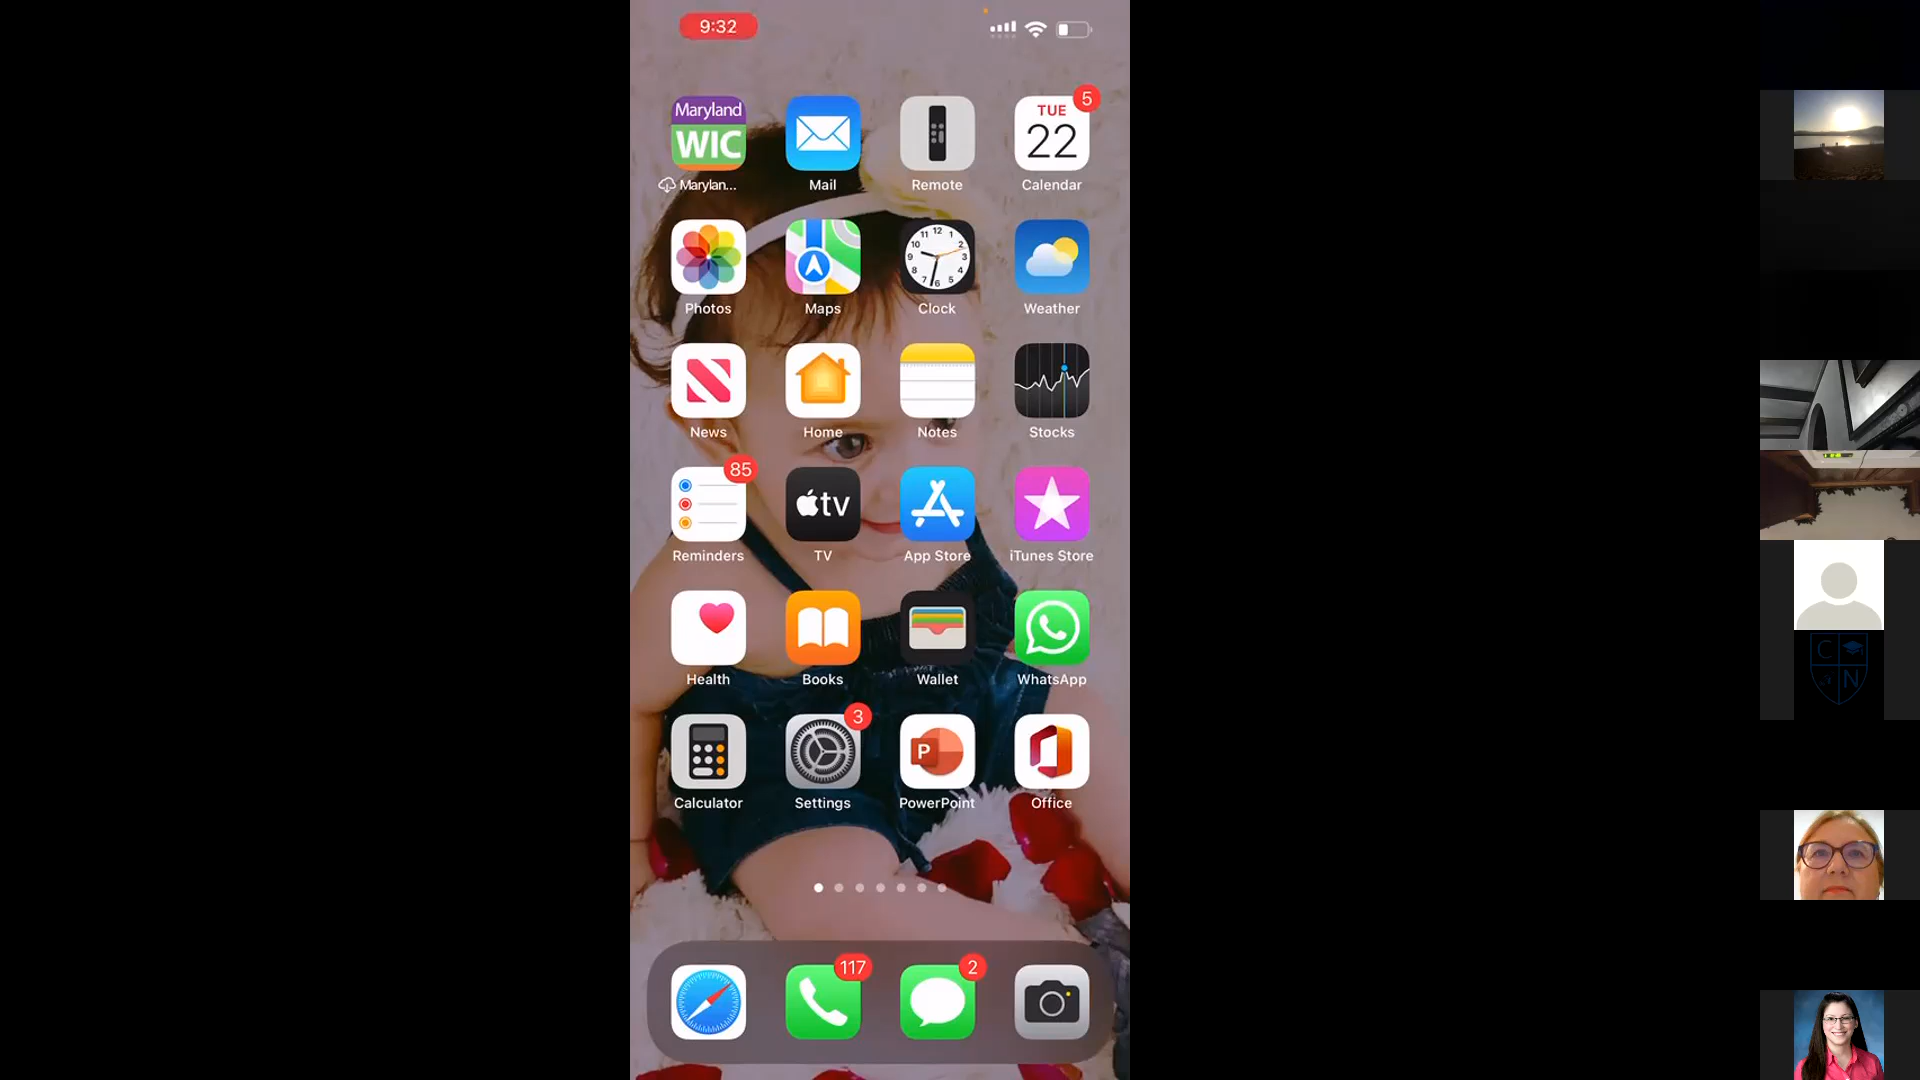 9:32
Maryland
WIC
Marylan...
Mail
Remote
5
TUE
22
Calendar
Photos
Maps
12
Clock
Weather
News
Home
Notes
Stocks
85
Reminders
tv
TV
App Store
iTunes Store
Health
Books
Wallet
WhatsApp
Calculator
3
Settings
P
PowerPoint
Office
117
2
C
N